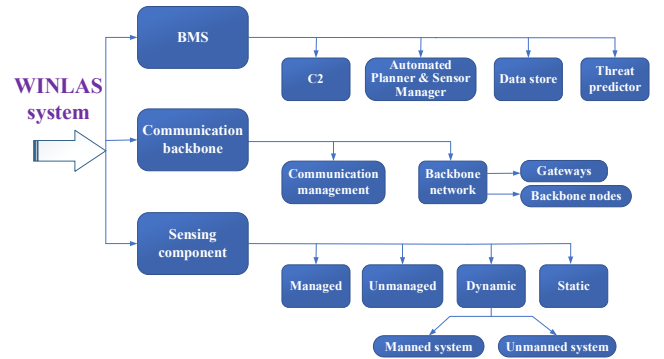 WINLAS
system
BMS
C2
Automated
Planner & Sensor
Manager
Data store
Threat
predictor
Communication
backbone
Communication
management
Backbone
network
Gateways
Backbone nodes
Sensing
component
Managed
Unmanaged
Dynamic
Static
Manned system
Unmanned system